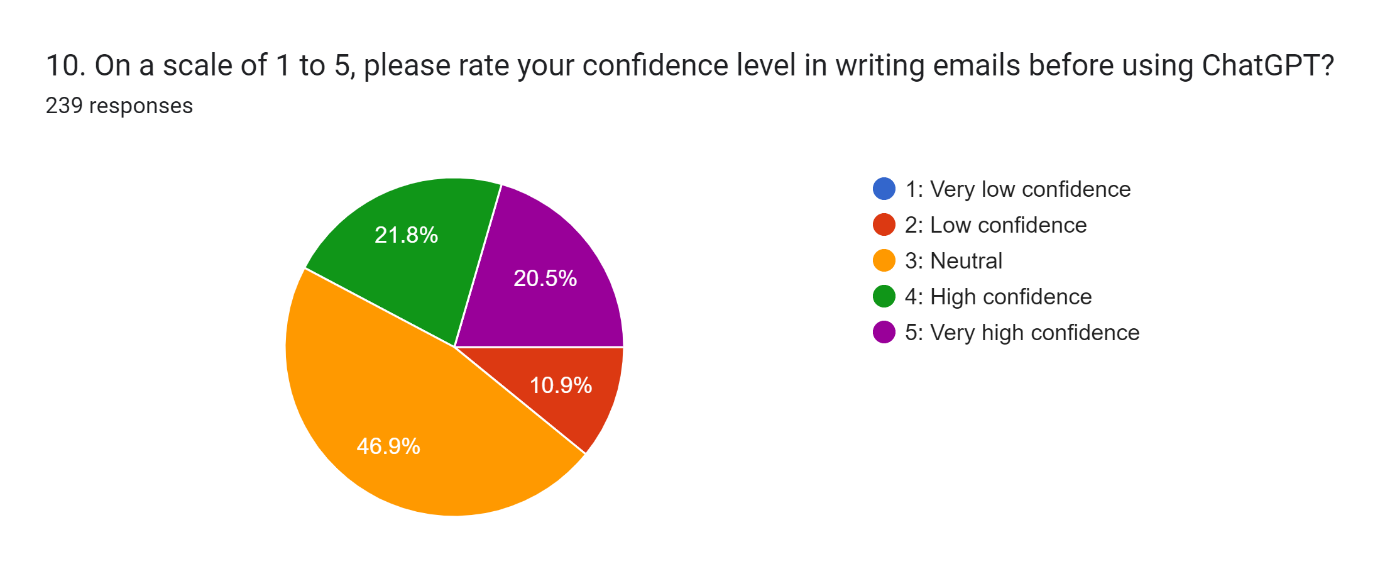 10. On a scale of 1 to 5, please rate your confidence level in writing emails before using ChatGPT?
239 responses
21.8%
20.5%
10.9%
46.9%
1: Very low confidence
2: Low confidence
3: Neutral
4: High confidence
5: Very high confidence